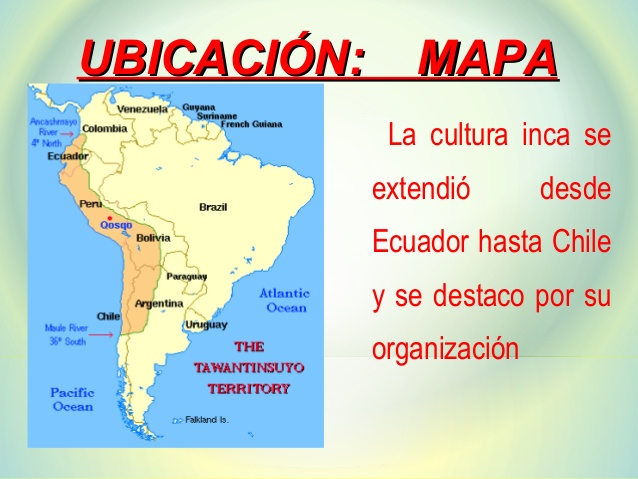 UBICACIÓN: MAPA
Venezuela
Guyana
Suriname
French Guiana
Ancashmayo
River
4° North
Colombia
Ecuador
Peru
Brazil
Qosqo
Bolivia
Paraguay
Chile
Argentina
Atlantic
Ocean
Maule River
36° South
Uruguay
THE
TAWANTINSUYO
TERRITORY
Pacific
Ocean
Falkland Is.
La cultura inca se
extendió desde
Ecuador hasta Chile
y se destaco por su
organización